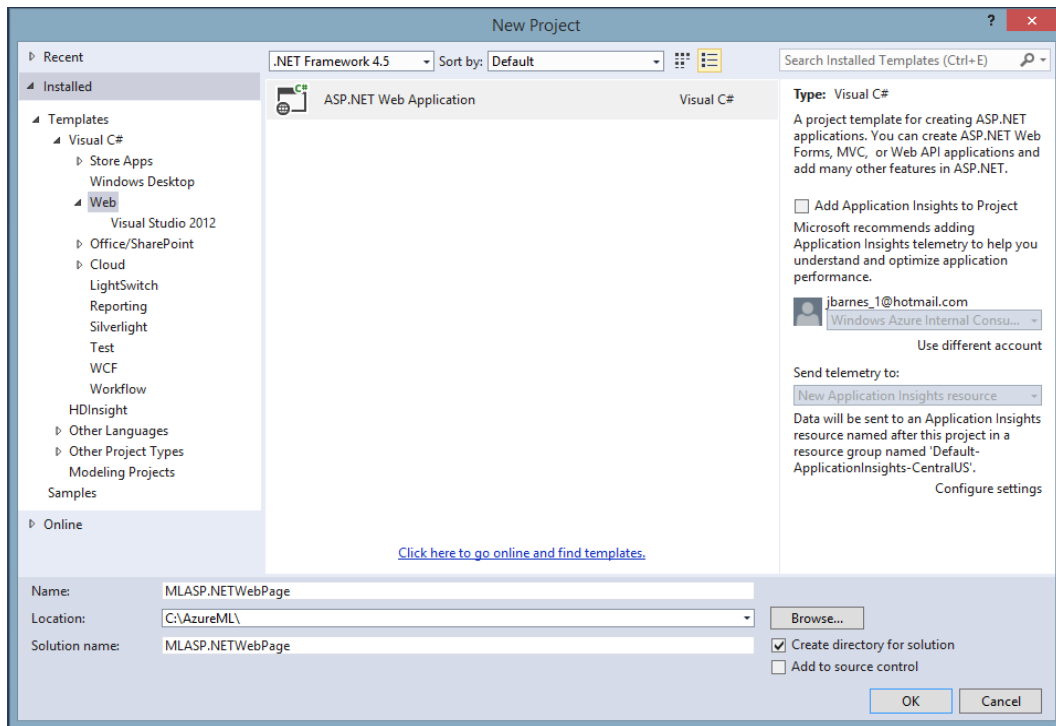 New Project
?
Recent
Installed
Templates
Visual C#
Store Apps
Windows Desktop
Web
Visual Studio 2012
Office/SharePoint
Cloud
LightSwitch
Reporting
Silverlight
Test
WCF
Workflow
HDInsight
Other Languages
Other Project Types
Modeling Projects
Samples
Online
.NET Framework 4.5
Sort by: Default
C#
ASP.NET Web Application
Visual C#
Click here to go online and find templates.
Search Installed Templates (Ctrl+E)
Type: Visual C#
A project template for creating ASP.NET
applications. You can create ASP.NET Web
Forms, MVC, or Web API applications and
add many other features in ASP.NET.
Add Application Insights to Project
Microsoft recommends adding
Application Insights telemetry to help you
understand and optimize application
performance.
jbarnes_1@hotmail.com
Windows Azure Internal Consu...
Use different account
Send telemetry to:
New Application Insights resource
Data will be sent to an Application Insights
resource named after this project in a
resource group named 'Default-
ApplicationInsights-CentralUS'.
Configure settings
Name: MLASP.NETWebPage
Location: C:\AzureML\
Browse...
Solution name: MLASP.NETWebPage
Create directory for solution
Add to source control
OK
Cancel